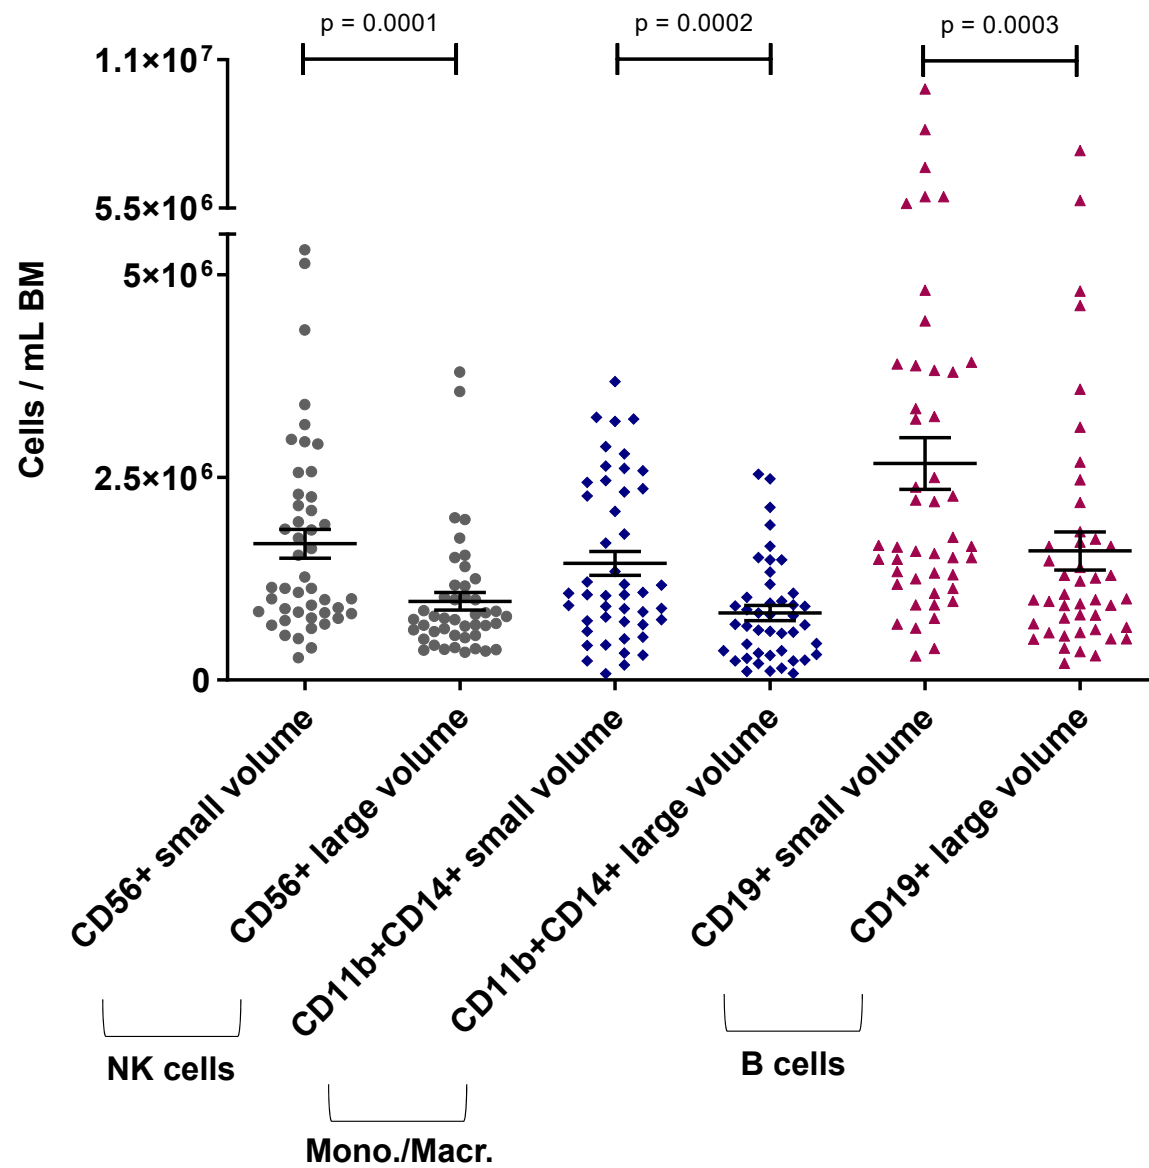 p = 0.0001
p = 0.0002
p = 0.0003
1.1×10⁷
5.5×10⁶
5×10⁶
2.5×10⁶
0
Cells / mL BM
CD56+ small volume
CD56+ large volume
CD11b+CD14+ small volume
CD11b+CD14+ large volume
CD19+ small volume
CD19+ large volume
NK cells
B cells
Mono./Macr.